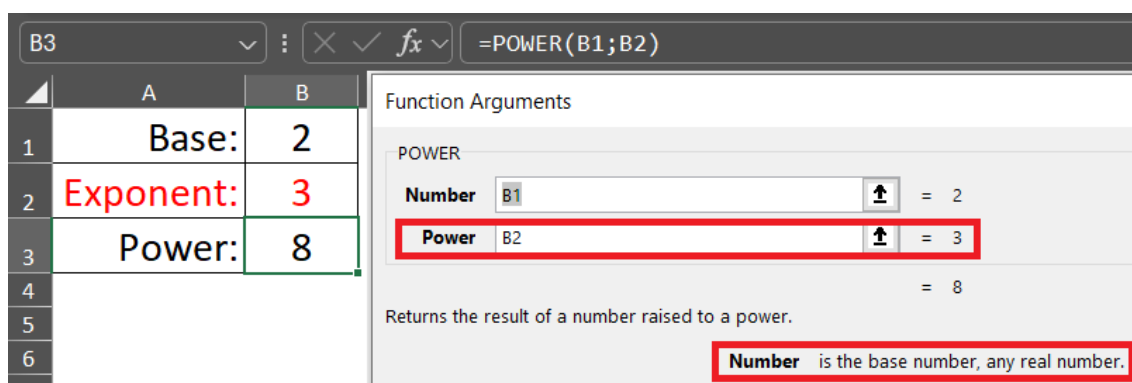 B3 fx =POWER(B1;B2)
A B
1 Base: 2
2 Exponent: 3
3 Power: 8
4
5
6
Function Arguments
POWER
Number B1 = 2
Power B2 = 3
= 8
Returns the result of a number raised to a power.
Number is the base number, any real number.